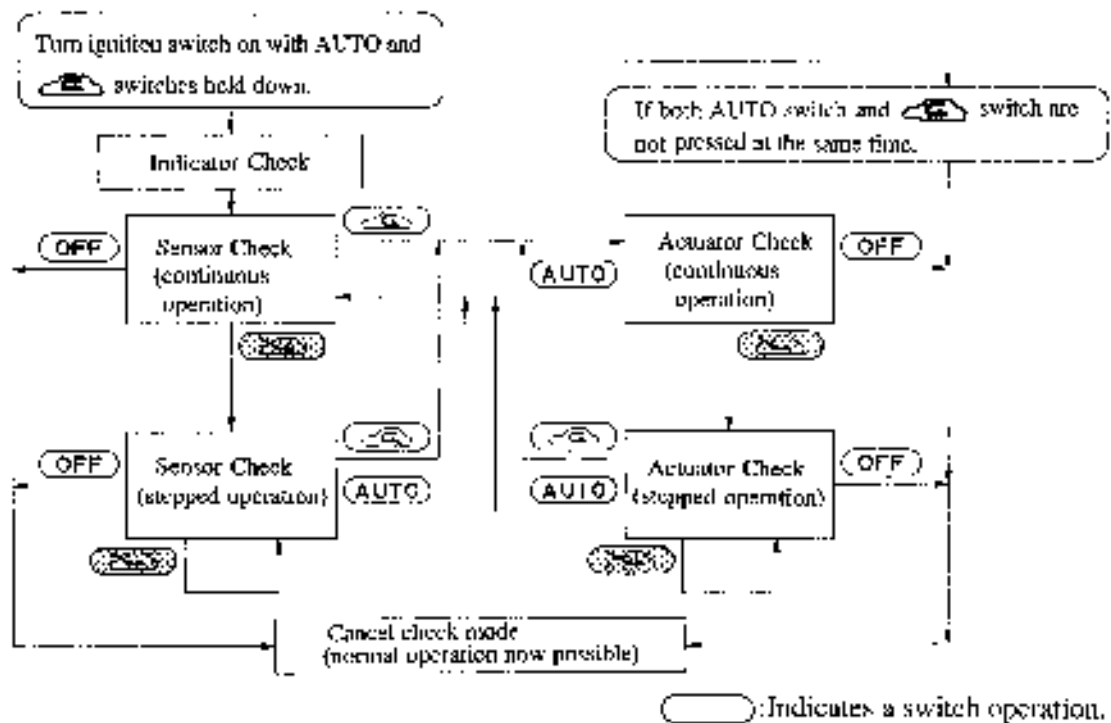 Turn ignition switch on with AUTO and
switches held down.
If both AUTO switch and switch are
not pressed at the same time.
Indicator Check
OFF
Sensor Check
(continuous
operation)
AUTO
Actuator Check
(continuous
operation)
OFF
OFF
Sensor Check
(stepped operation)
AUTO
AUTO
Actuator Check
(stepped operation)
OFF
Cancel check mode
(normal operation now possible)
:Indicates a switch operation.